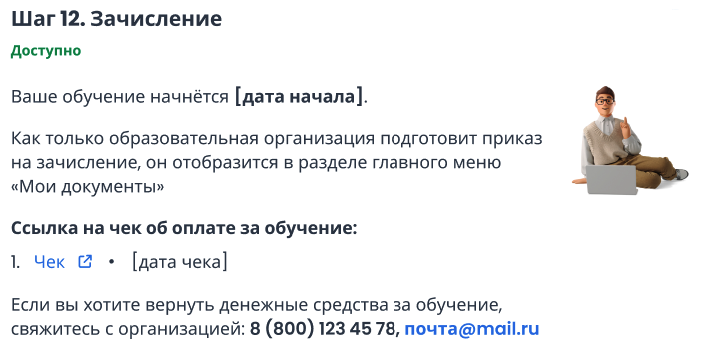 Шаг 12. Зачисление
Доступно
Ваше обучение начнётся [дата начала].
Как только образовательная организация подготовит приказ
на зачисление, он отобразится в разделе главного меню
«Мои документы»
Ссылка на чек об оплате за обучение:
1. Чек • [дата чека]
Если вы хотите вернуть денежные средства за обучение,
свяжитесь с организацией: 8 (800) 123 45 78, почта@mail.ru